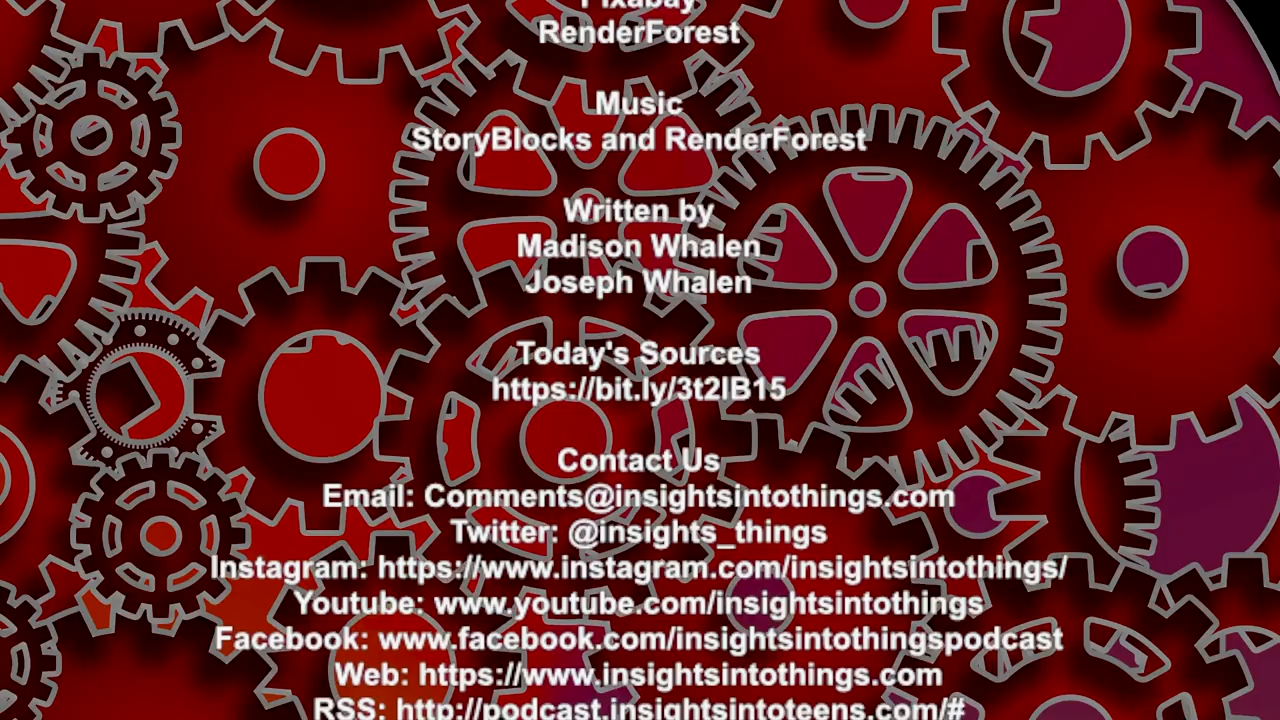 Pixabay
RenderForest
Music
StoryBlocks and RenderForest
Written by
Madison Whalen
Joseph Whalen
Today's Sources
https://bit.ly/3t2IB15
Contact Us
Email: Comments@insightsintothings.com
Twitter: @insights_things
Instagram: https://www.instagram.com/insightsintothings/
Youtube: www.youtube.com/insightsintothings
Facebook: www.facebook.com/insightsintothingspodcast
Web: https://www.insightsintothings.com
RSS: http://podcast.insightsintoteens.com/#